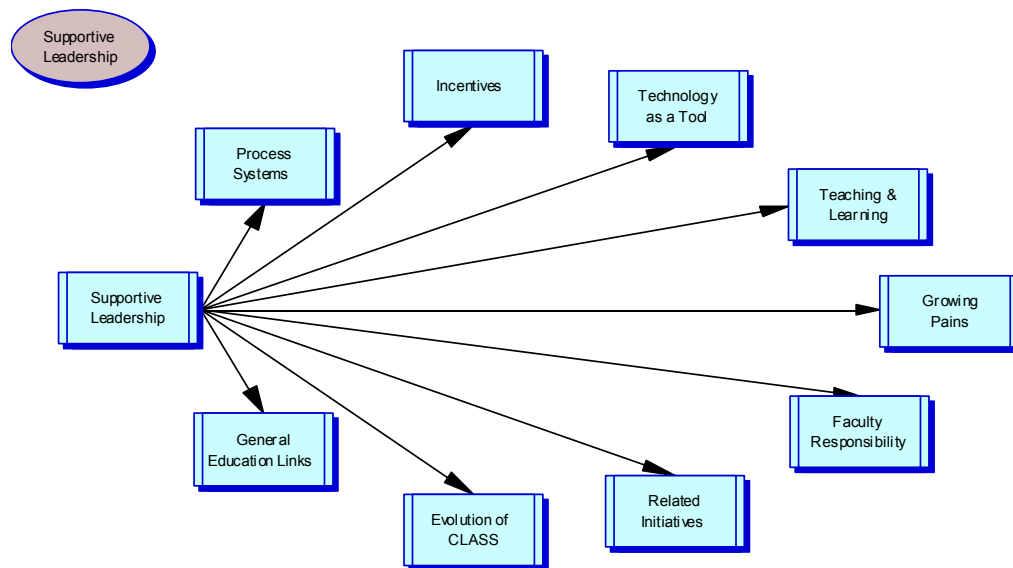 Supportive
Leadership
Incentives
Technology
as a Tool
Process
Systems
Teaching &
Learning
Supportive
Leadership
Growing
Pains
General
Education Links
Faculty
Responsibility
Evolution of
CLASS
Related
Initiatives